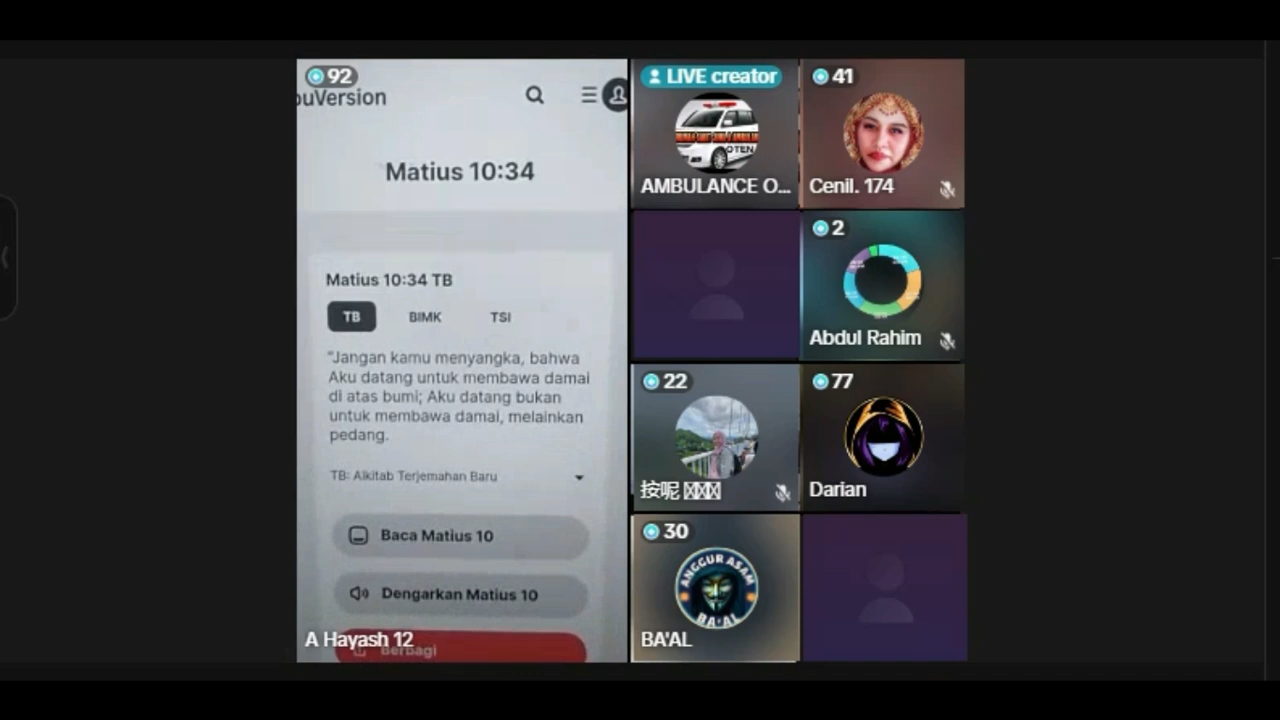 92
ouVersion
Matius 10:34
Matius 10:34 TB
TB
BIMK
TSI
"Jangan kamu menyangka, bahwa
Aku datang untuk membawa damai
di atas bumi; Aku datang bukan
untuk membawa damai, melainkan
pedang.
TB: Alkitab Terjemahan Baru
Baca Matius 10
Dengarkan Matius 10
Berbagi
A Hayash 12
LIVE creator
OTEN
AMBULANCE O...
41
Cenil. 174
2
Abdul Rahim
22
按呢
77
Darian
30
ANGGUR ASAM
BA'AL
BA'AL